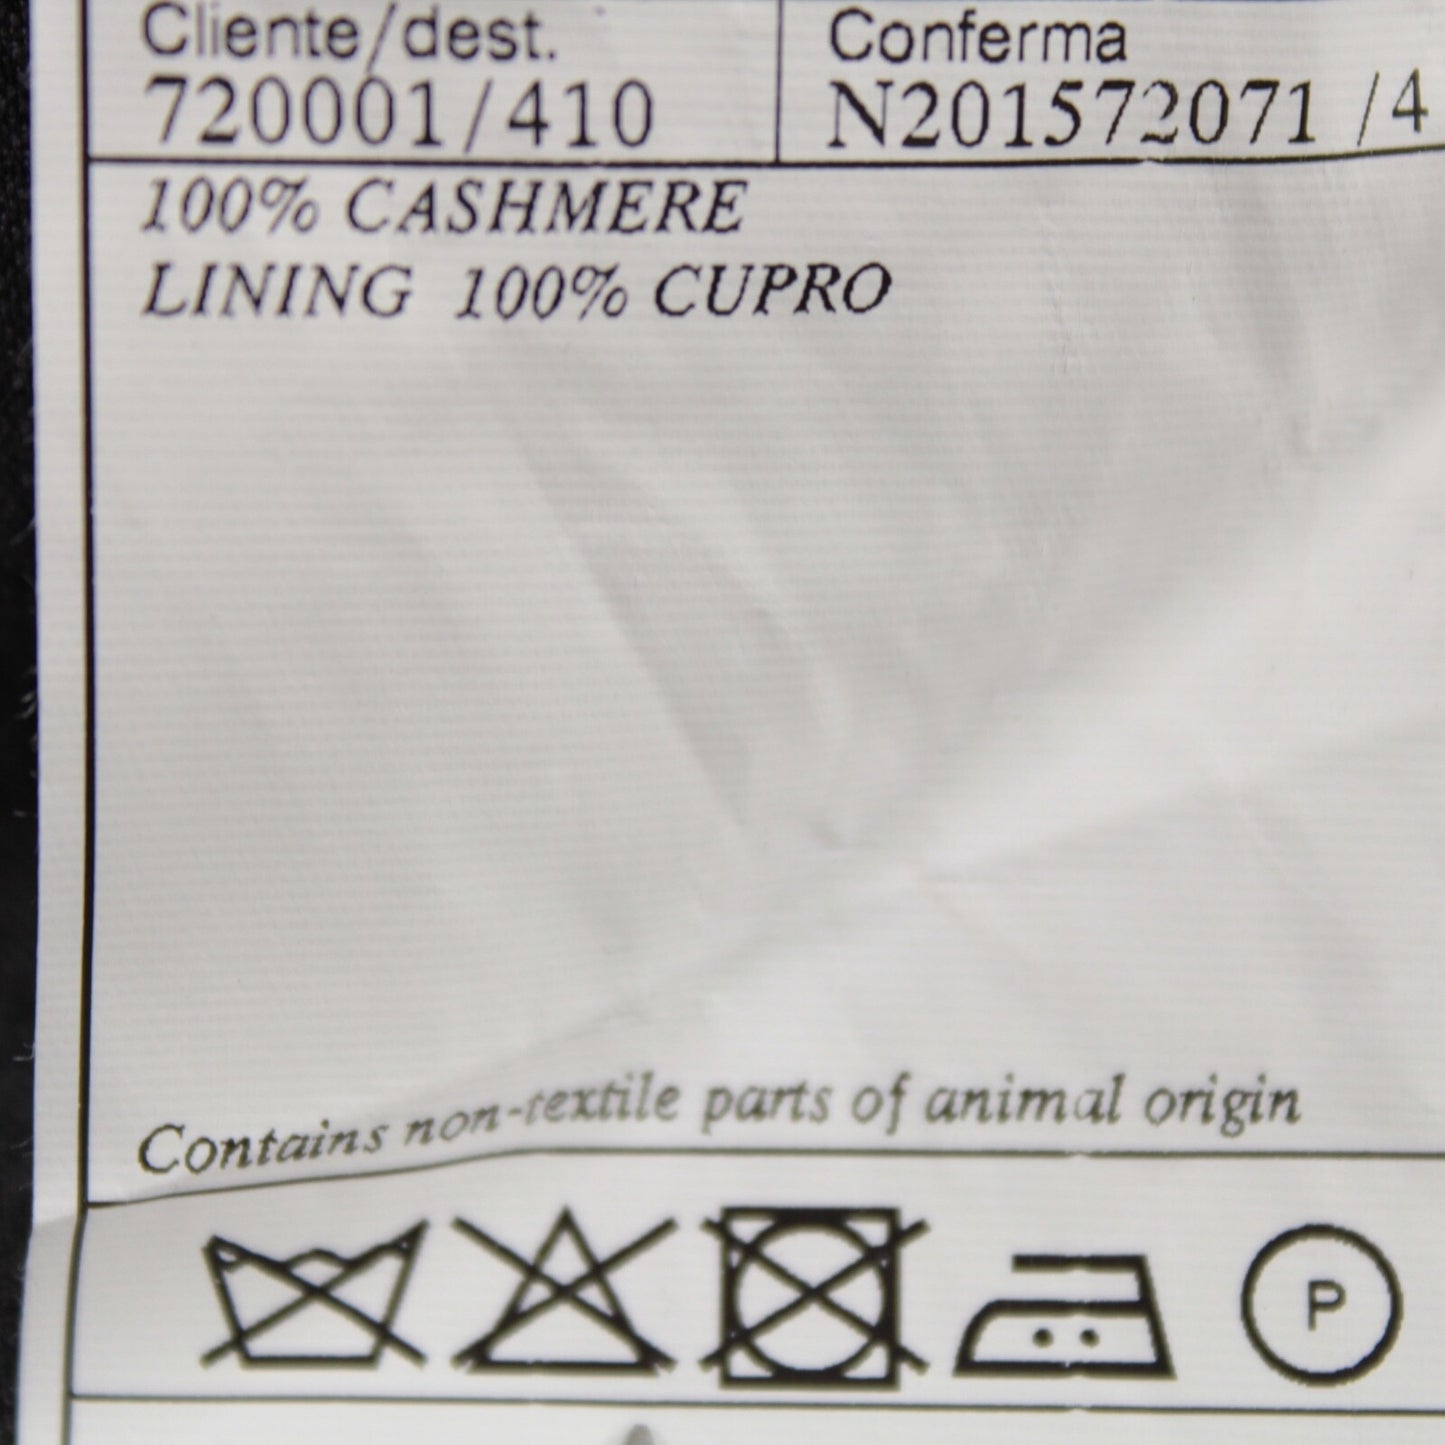 Cliente/dest. Conferma
720001/410 N201572071 /4
100% CASHMERE
LINING 100% CUPRO
Contains non-textile parts of animal origin
P